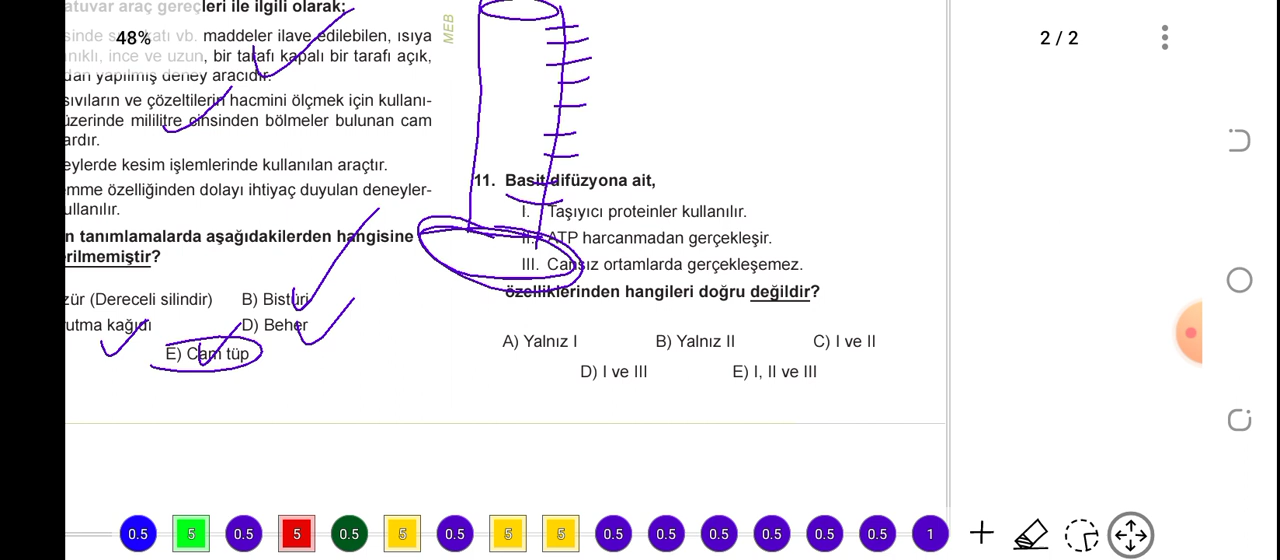 48%
2 / 2
atuvar araç gereçleri ile ilgili olarak;
sinde katı vb. maddeler ilave edilebilen, ısıya
nıklı, ince ve uzun, bir tarafı kapalı bir tarafı açık,
dan yapılmış deney aracıdır.
sıvıların ve çözeltilerin hacmini ölçmek için kullanı-
üzerinde mililitre cinsinden bölmeler bulunan cam
ardır.
eylerde kesim işlemlerinde kullanılan araçtır.
emme özelliğinden dolayı ihtiyaç duyulan deneyler-
ullanılır.
n tanımlamalarda aşağıdakilerden hangisine
erilmemiştir?
zür (Dereceli silindir) B) Bistüri
rutma kağıdı D) Beher
E) Cam tüp
MEB
11. Basit difüzyona ait,
I. Taşıyıcı proteinler kullanılır.
II. ATP harcanmadan gerçekleşir.
III. Cansız ortamlarda gerçekleşemez.
özelliklerinden hangileri doğru değildir?
A) Yalnız I B) Yalnız II C) I ve II
D) I ve III E) I, II ve III
0.5 5 0.5 5 0.5 5 0.5 5 5 0.5 0.5 0.5 0.5 0.5 0.5 1